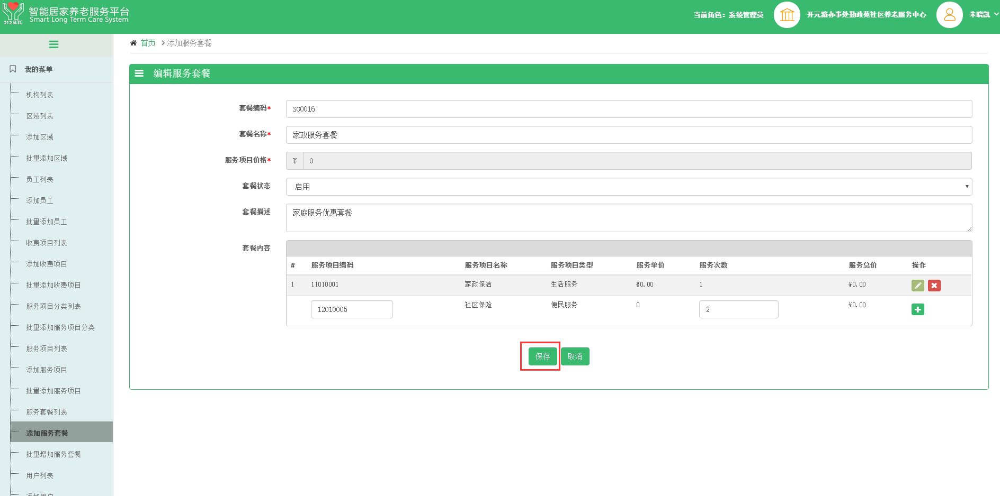 智能居家养老服务平台
Smart Long Term Care System
212SLTC
当前角色：系统管理员
开元路办事处勤政苑社区养老服务中心
朱晓凯
首页
添加服务套餐
我的菜单
机构列表
区域列表
添加区域
批量添加区域
员工列表
添加员工
批量添加员工
收费项目列表
添加收费项目
批量添加收费项目
服务项目分类列表
批量添加服务项目分类
服务项目列表
添加服务项目
批量添加服务项目
服务套餐列表
添加服务套餐
批量增加服务套餐
用户列表
添加用户
编辑服务套餐
套餐编码* SG0016
套餐名称* 家政服务套餐
服务项目价格* ¥ 0
套餐状态 启用
套餐描述 家庭服务优惠套餐
套餐内容
# 服务项目编码 服务项目名称 服务项目类型 服务单价 服务次数 服务总价 操作
1 11010001 家政保洁 生活服务 ¥0.00 1 ¥0.00
12010005 社区保险 便民服务 0 2 ¥0.00
保存 取消